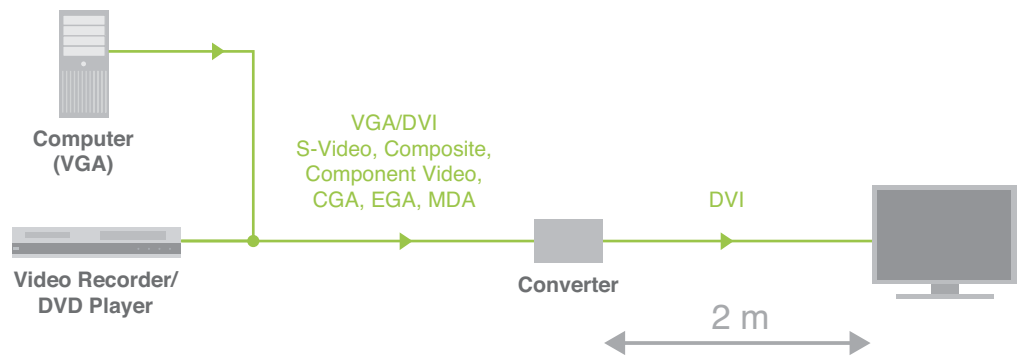 Computer
(VGA)
VGA/DVI
S-Video, Composite,
Component Video,
CGA, EGA, MDA
DVI
Video Recorder/
DVD Player
Converter
2 m